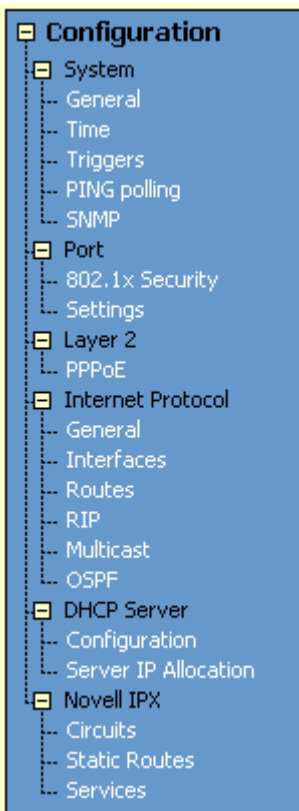 Configuration
System
General
Time
Triggers
PING polling
SNMP
Port
802.1x Security
Settings
Layer 2
PPPoE
Internet Protocol
General
Interfaces
Routes
RIP
Multicast
OSPF
DHCP Server
Configuration
Server IP Allocation
Novell IPX
Circuits
Static Routes
Services